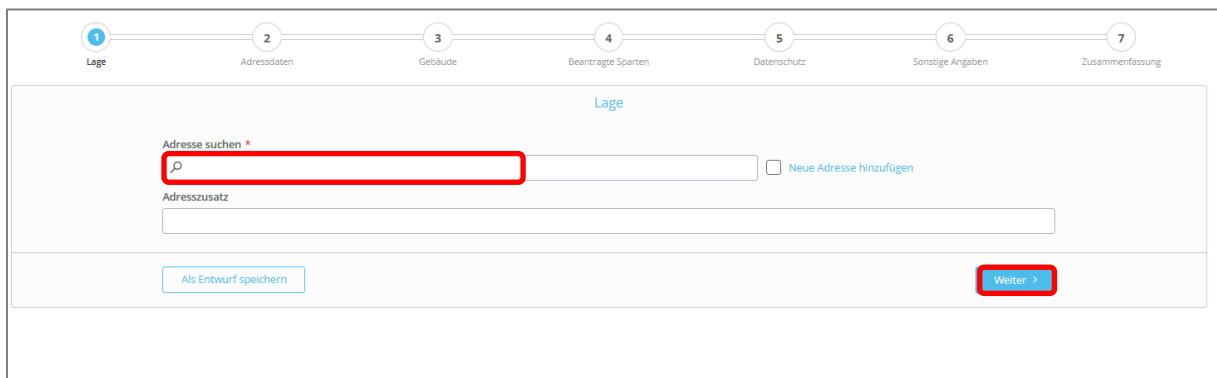 1 2 3 4 5 6 7
Lage Adressdaten Gebäude Beantragte Sparten Datenschutz Sonstige Angaben Zusammenfassung
Lage
Adresse suchen *
Neue Adresse hinzufügen
Adresszusatz
Als Entwurf speichern Weiter >